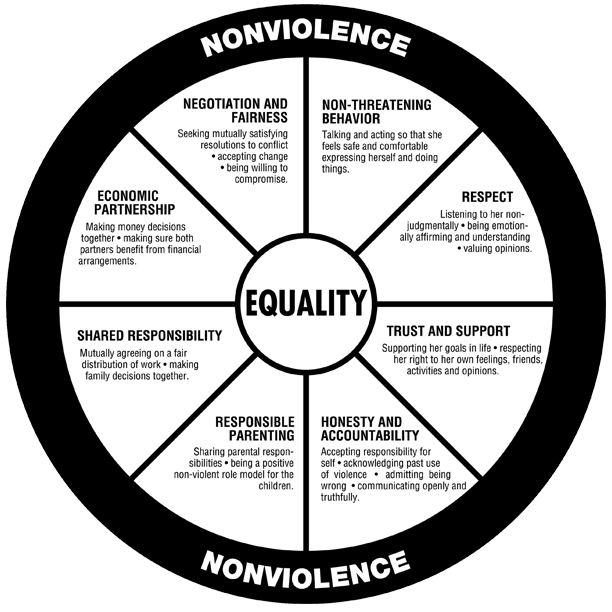 NONVIOLENCE
NEGOTIATION AND
FAIRNESS
Seeking mutually satisfying
resolutions to conflict
• accepting change
• being willing to
compromise.
NON-THREATENING
BEHAVIOR
Talking and acting so that she
feels safe and comfortable
expressing herself and doing
things.
ECONOMIC
PARTNERSHIP
Making money decisions
together • making sure both
partners benefit from financial
arrangements.
RESPECT
Listening to her non-
judgmentally • being emotion-
ally affirming and understanding
• valuing opinions.
EQUALITY
SHARED RESPONSIBILITY
Mutually agreeing on a fair
distribution of work • making
family decisions together.
TRUST AND SUPPORT
Supporting her goals in life • respecting
her right to her own feelings, friends,
activities and opinions.
RESPONSIBLE
PARENTING
Sharing parental respon-
sibilities • being a positive
non-violent role model for the
children.
HONESTY AND
ACCOUNTABILITY
Accepting responsibility for
self • acknowledging past use
of violence • admitting being
wrong • communicating openly and
truthfully.
NONVIOLENCE